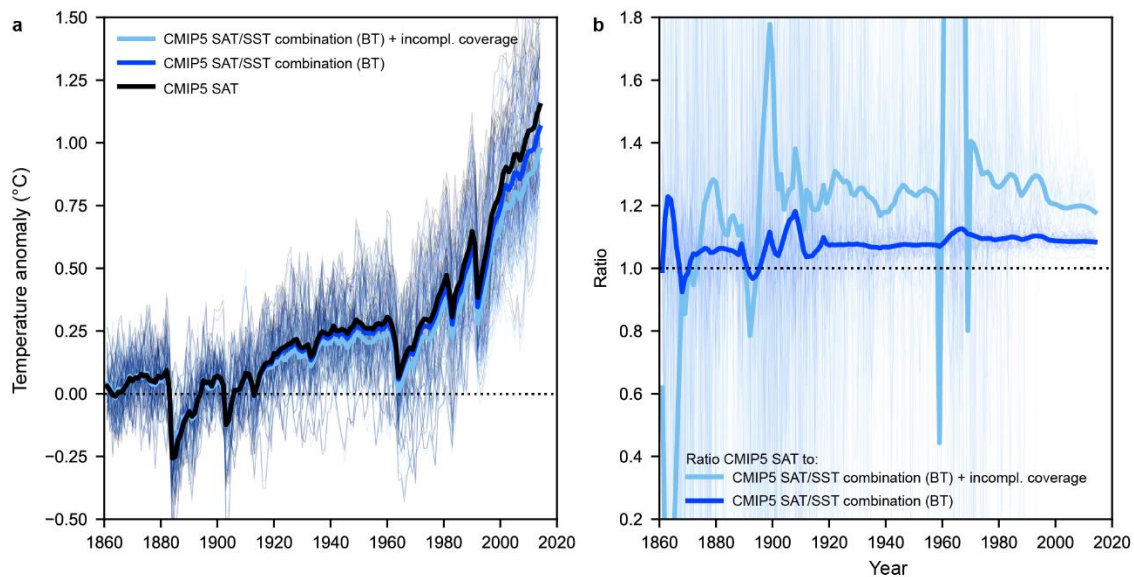 a
CMIP5 SAT/SST combination (BT) + incompl. coverage
CMIP5 SAT/SST combination (BT)
CMIP5 SAT
Temperature anomaly (°C)
1.50
1.25
1.00
0.75
0.50
0.25
0.00
−0.25
−0.50
1860 1880 1900 1920 1940 1960 1980 2000 2020
b
Ratio
1.8
1.6
1.4
1.2
1.0
0.8
0.6
0.4
0.2
Ratio CMIP5 SAT to:
CMIP5 SAT/SST combination (BT) + incompl. coverage
CMIP5 SAT/SST combination (BT)
1860 1880 1900 1920 1940 1960 1980 2000 2020
Year